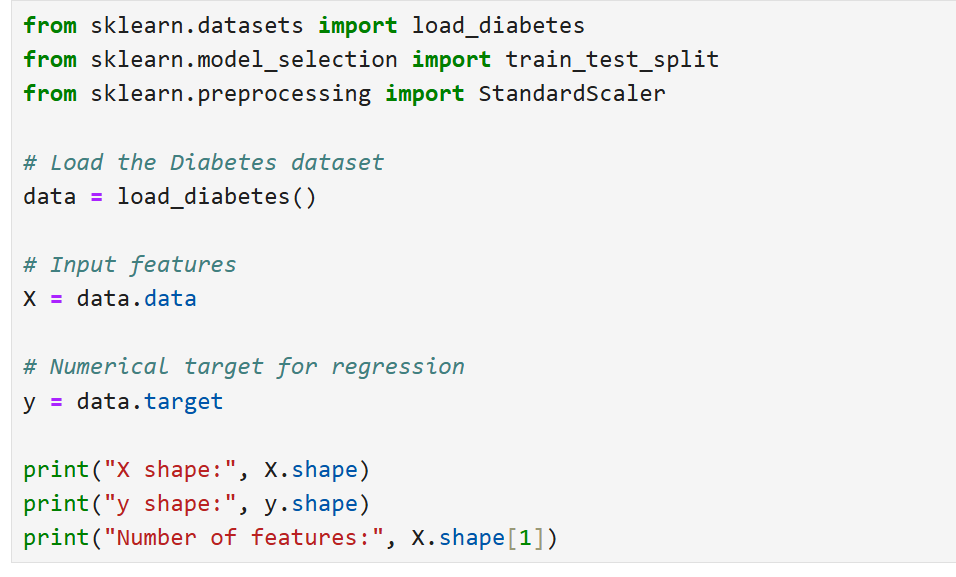 from sklearn.datasets import load_diabetes
from sklearn.model_selection import train_test_split
from sklearn.preprocessing import StandardScaler
# Load the Diabetes dataset
data = load_diabetes()
# Input features
X = data.data
# Numerical target for regression
y = data.target
print("X shape:", X.shape)
print("y shape:", y.shape)
print("Number of features:", X.shape[1])